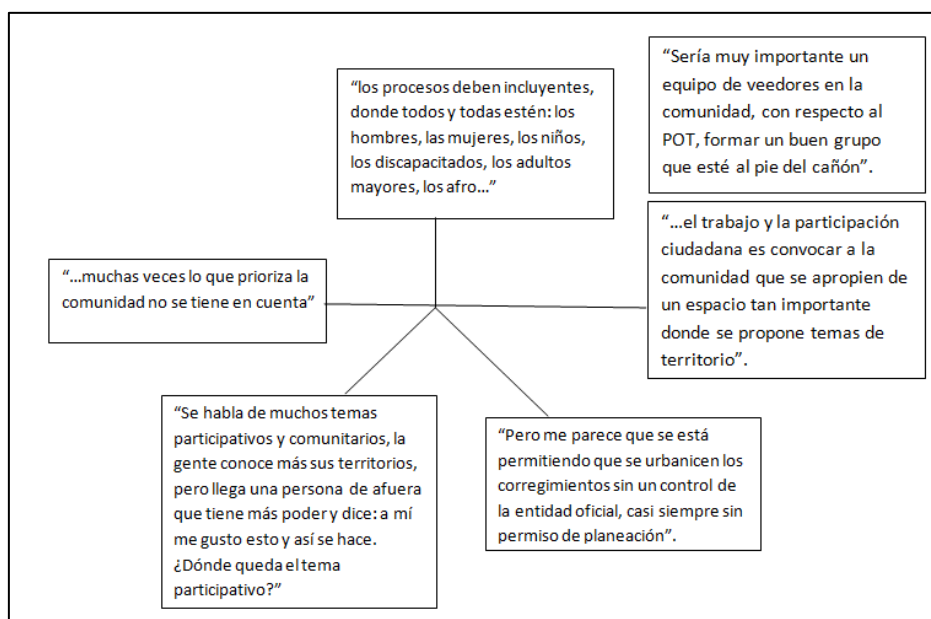 “los procesos deben incluyentes,
donde todos y todas estén: los
hombres, las mujeres, los niños,
los discapacitados, los adultos
mayores, los afro…”
“Sería muy importante un
equipo de veedores en la
comunidad, con respecto al
POT, formar un buen grupo
que esté al pie del cañón”.
“…muchas veces lo que prioriza la
comunidad no se tiene en cuenta”
“…el trabajo y la participación
ciudadana es convocar a la
comunidad que se apropien de
un espacio tan importante
donde se propone temas de
territorio”.
“Se habla de muchos temas
participativos y comunitarios, la
gente conoce más sus territorios,
pero llega una persona de afuera
que tiene más poder y dice: a mí
me gusto esto y así se hace.
¿Dónde queda el tema
participativo?”
“Pero me parece que se está
permitiendo que se urbanicen los
corregimientos sin un control de
la entidad oficial, casi siempre sin
permiso de planeación”.